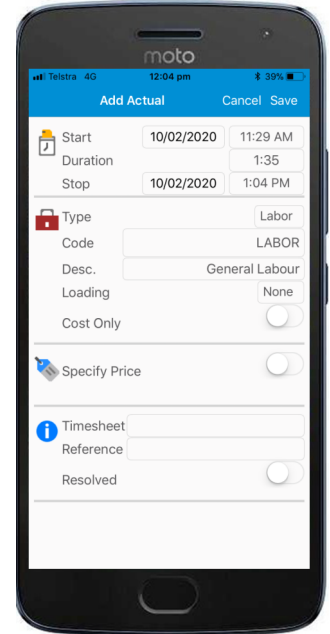 moto
Telstra 4G 12:04 pm 39%
Add Actual Cancel Save
Start 10/02/2020 11:29 AM
Duration 1:35
Stop 10/02/2020 1:04 PM
Type Labor
Code LABOR
Desc. General Labour
Loading None
Cost Only
Specify Price
Timesheet
Reference
Resolved